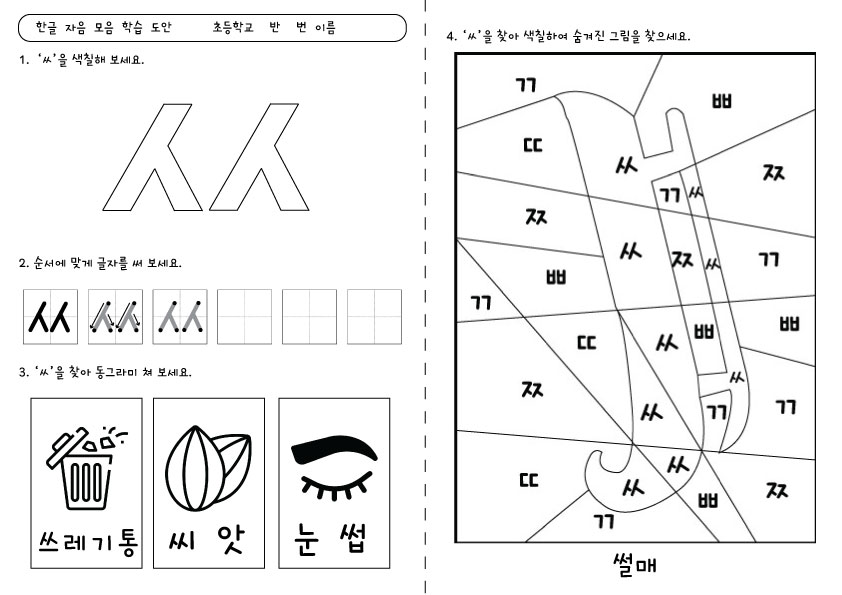 한글 자음 모음 학습 도안 초등학교 반 번 이름
1. ‘ㅆ’을 색칠해 보세요.
ㅆ
2. 순서에 맞게 글자를 써 보세요.
ㅆ ㅆ ㅆ
3. ‘ㅆ’을 찾아 동그라미 쳐 보세요.
쓰레기통 씨앗 눈썹
4. ‘ㅆ’을 찾아 색칠하여 숨겨진 그림을 찾으세요.
ㄲ ㅃ
ㄸ ㅆ ㅉ
ㅉ ㄲ ㅆ
ㅃ ㅆ ㅉ ㅆ ㄲ
ㄲ ㄸ ㅆ ㅃ ㅃ
ㅉ ㅆ ㄲ ㅆ ㄲ
ㄸ ㅆ ㅆ ㅃ ㅉ
ㄲ
썰매